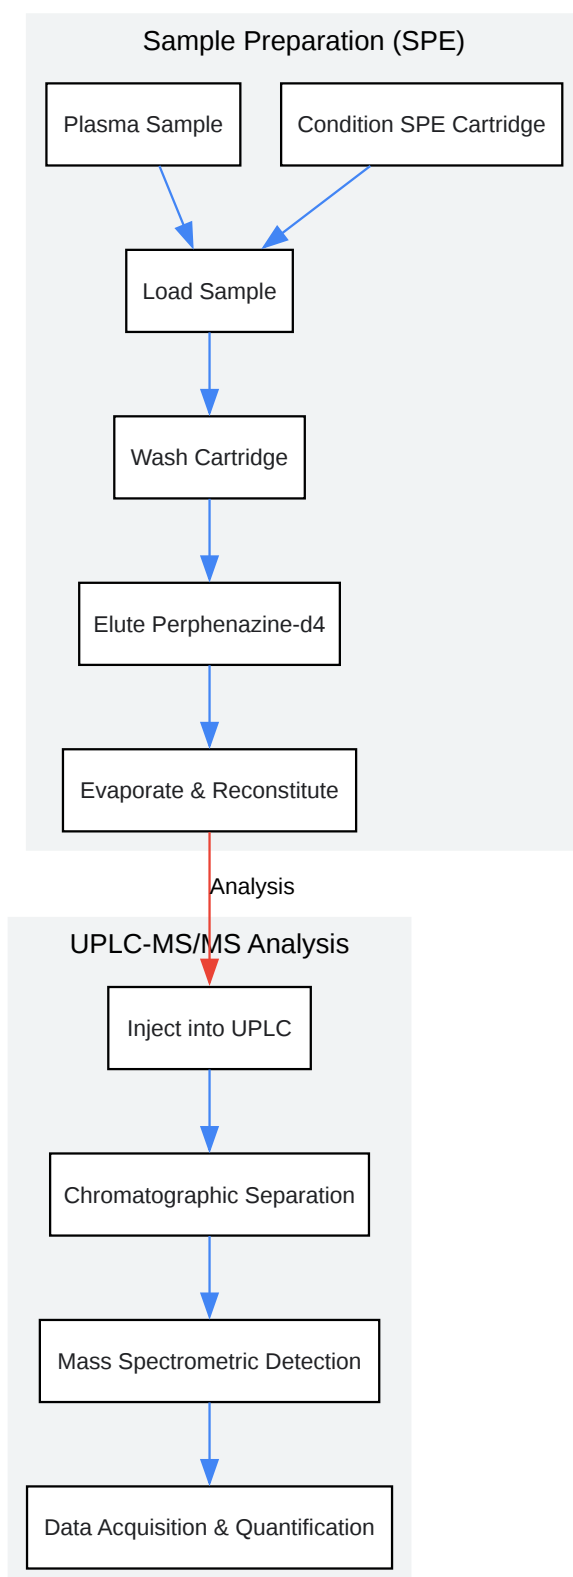 Sample Preparation (SPE)
Plasma Sample
Condition SPE Cartridge
Load Sample
Wash Cartridge
Elute Perphenazine-d4
Evaporate & Reconstitute
Analysis
UPLC-MS/MS Analysis
Inject into UPLC
Chromatographic Separation
Mass Spectrometric Detection
Data Acquisition & Quantification